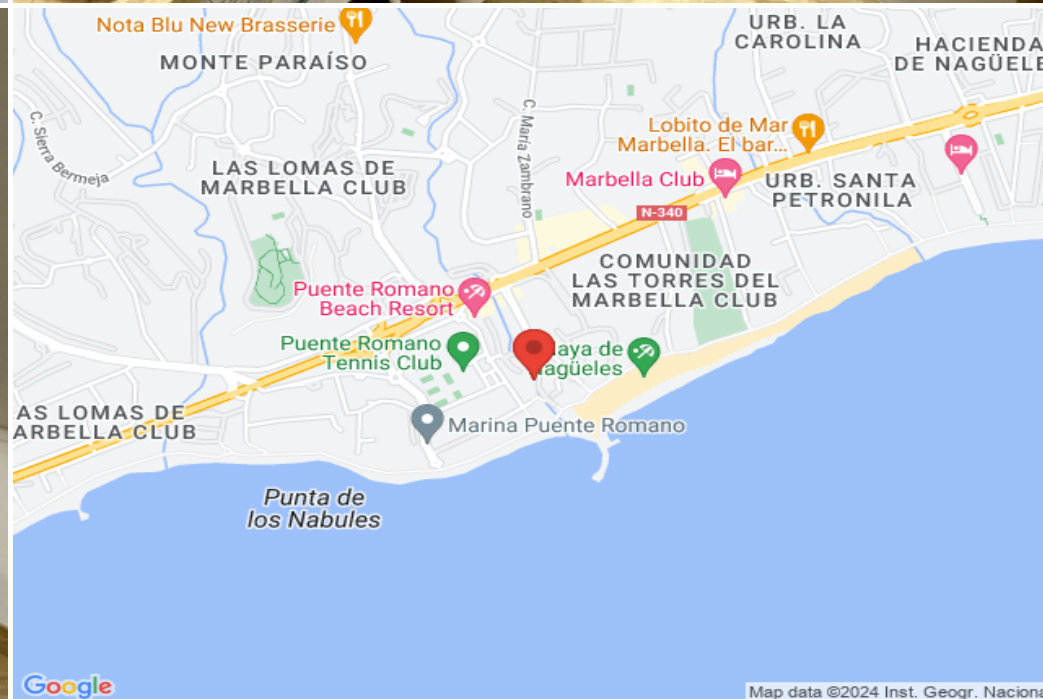 Nota Blu New Brasserie
MONTE PARAÍSO
URB. LA
CAROLINA
HACIENDA
DE NAGÜELE
C. Sierra Bermeja
C. María Zambrano
Lobito de Mar
Marbella. El bar...
LAS LOMAS DE
MARBELLA CLUB
Marbella Club
URB. SANTA
PETRONILA
N-340
COMUNIDAD
LAS TORRES DEL
MARBELLA CLUB
Puente Romano
Beach Resort
Puente Romano
Tennis Club
laya de
agüeles
AS LOMAS DE
ARBELLA CLUB
Marina Puente Romano
Punta de
los Nabules
Google
Map data ©2024 Inst. Geogr. Naciona